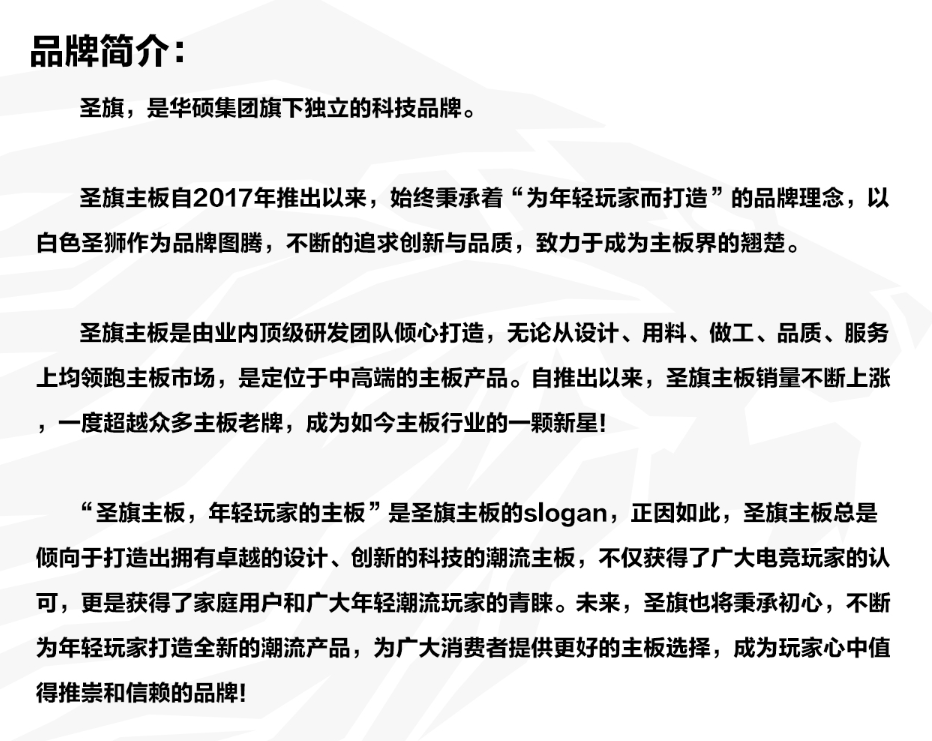 品牌简介：
圣旗，是华硕集团旗下独立的科技品牌。
圣旗主板自2017年推出以来，始终秉承着“为年轻玩家而打造”的品牌理念，以
白色圣狮作为品牌图腾，不断的追求创新与品质，致力于成为主板界的翘楚。
圣旗主板是由业内顶级研发团队倾心打造，无论从设计、用料、做工、品质、服务
上均领跑主板市场，是定位于中高端的主板产品。自推出以来，圣旗主板销量不断上涨
，一度超越众多主板老牌，成为如今主板行业的一颗新星!
“圣旗主板，年轻玩家的主板”是圣旗主板的slogan，正因如此，圣旗主板总是
倾向于打造出拥有卓越的设计、创新的科技的潮流主板，不仅获得了广大电竞玩家的认
可，更是获得了家庭用户和广大年轻潮流玩家的青睐。未来，圣旗也将秉承初心，不断
为年轻玩家打造全新的潮流产品，为广大消费者提供更好的主板选择，成为玩家心中值
得推崇和信赖的品牌!